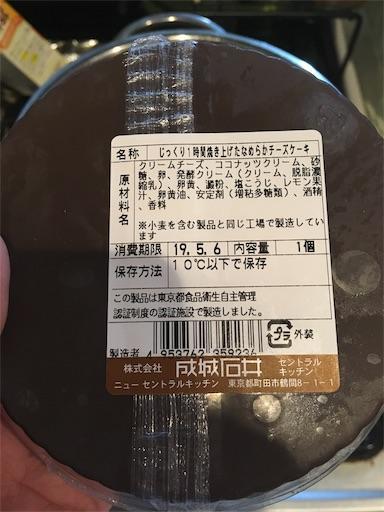 名称 じっくり1時間焼き上げたなめらかチーズケーキ
原材料名 クリームチーズ、ココナッツクリーム、砂
糖、卵、発酵クリーム（クリーム、脱脂濃
縮乳）、卵黄、澱粉、塩こうじ、レモン果
汁、卵黄油、安定剤（増粘多糖類）、酒精
、香料
※小麦を含む製品と同じ工場で製造してい
ます
消費期限 19.5.6 内容量 1個
保存方法 10℃以下で保存
この製品は東京都食品衛生自主管理
認証制度の認証施設で製造しました。
プラ 外装
製造者 4 953762 359236
株式会社 成城石井 セントラル
キッチン
ニュー セントラルキッチン 東京都町田市鶴間8－1－1